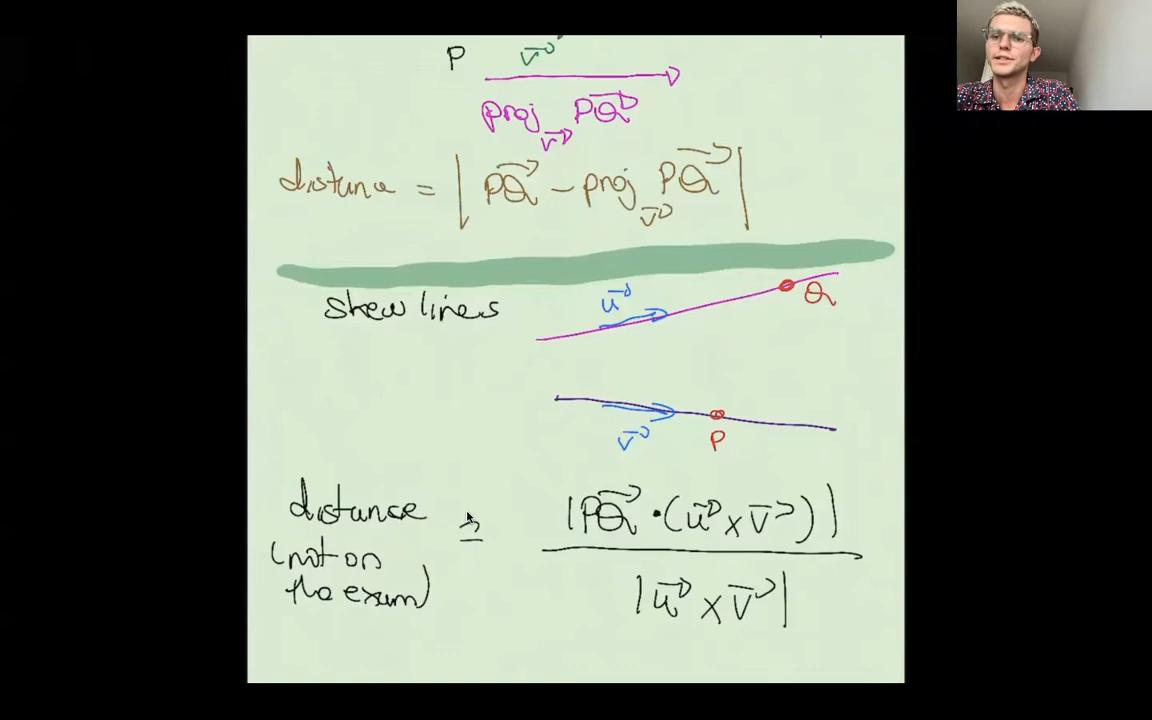 P v⃗
proj_v⃗ PQ⃗
distance = | PQ⃗ - proj_v⃗ PQ⃗ |
skew lines
u⃗
Q
v⃗
P
distance = |PQ⃗ · (u⃗ × v⃗)|
(not on
the exam)
|u⃗ × v⃗|